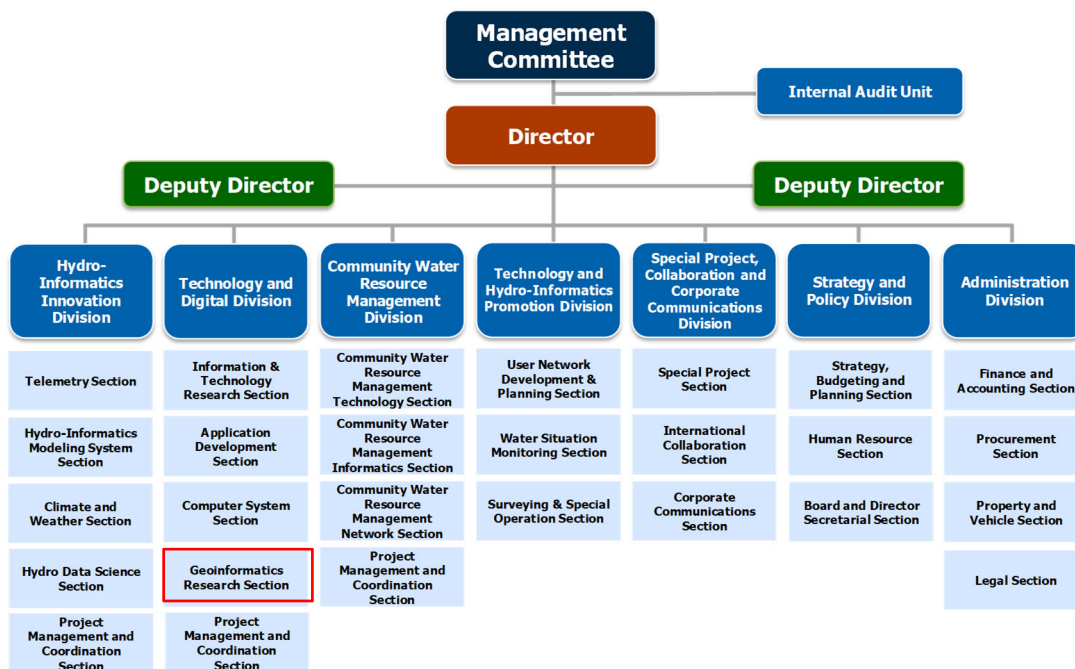 Management
Committee
Internal Audit Unit
Director
Deputy Director
Deputy Director
Hydro-
Informatics
Innovation
Division
Technology and
Digital Division
Community Water
Resource
Management
Division
Technology and
Hydro-Informatics
Promotion Division
Special Project,
Collaboration and
Corporate
Communications
Division
Strategy and
Policy Division
Administration
Division
Telemetry Section
Information &
Technology
Research Section
Community Water
Resource
Management
Technology Section
User Network
Development &
Planning Section
Special Project
Section
Strategy,
Budgeting and
Planning Section
Finance and
Accounting Section
Hydro-Informatics
Modeling System
Section
Application
Development
Section
Community Water
Resource
Management
Informatics Section
Water Situation
Monitoring Section
International
Collaboration
Section
Human Resource
Section
Procurement
Section
Climate and
Weather Section
Computer System
Section
Community Water
Resource
Management
Network Section
Surveying & Special
Operation Section
Corporate
Communications
Section
Board and Director
Secretarial Section
Property and
Vehicle Section
Hydro Data Science
Section
Geoinformatics
Research Section
Project
Management and
Coordination
Section
Legal Section
Project
Management and
Coordination
Section
Project
Management and
Coordination
Section